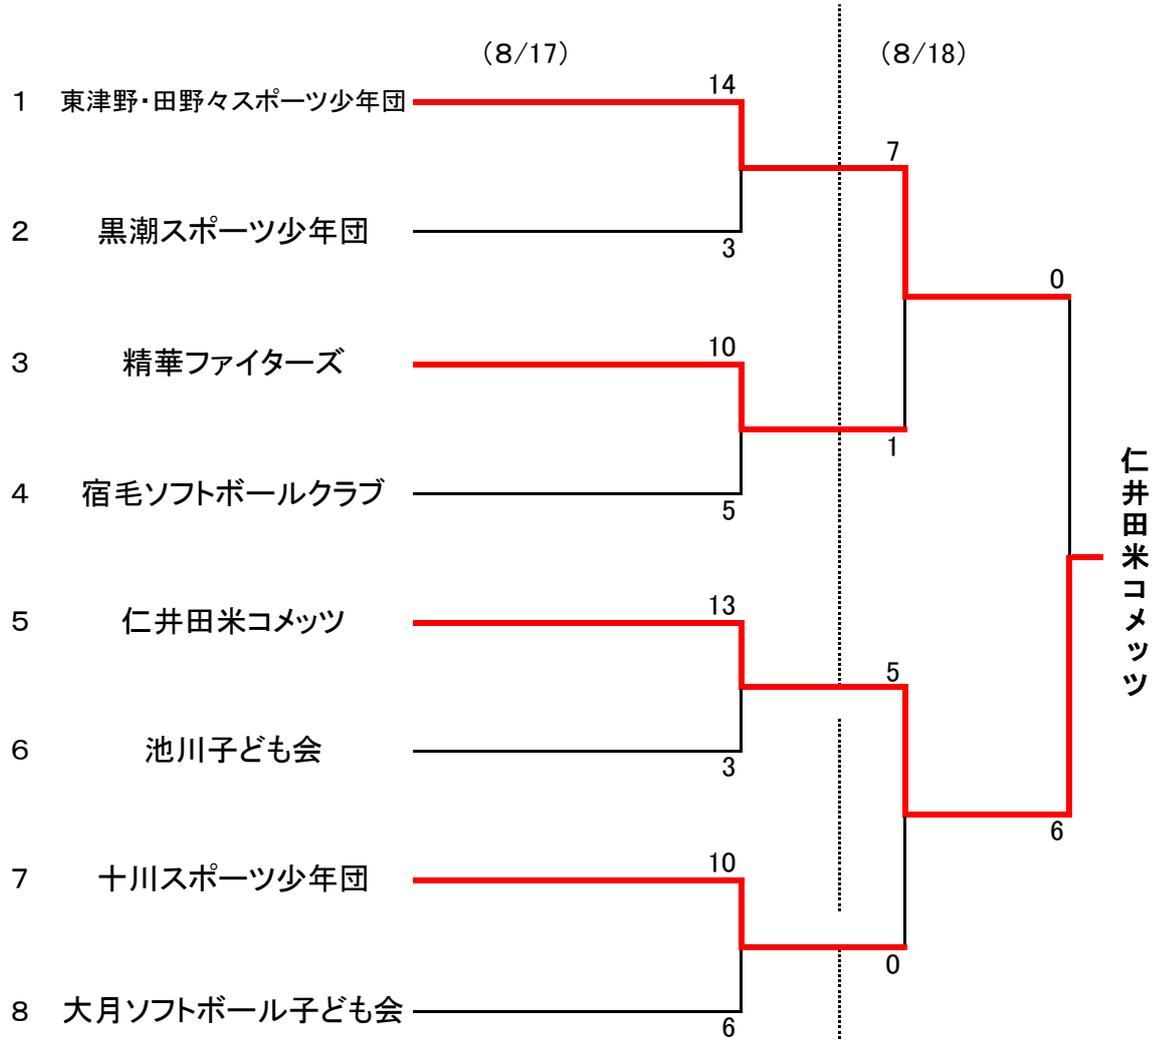 （8/17）
（8/18）
1 東津野・田野々スポーツ少年団
14
7
2 黒潮スポーツ少年団
3
0
3 精華ファイターズ
10
1
4 宿毛ソフトボールクラブ
5
仁井田米コメッツ
5 仁井田米コメッツ
13
5
6 池川子ども会
3
6
7 十川スポーツ少年団
10
0
8 大月ソフトボール子ども会
6